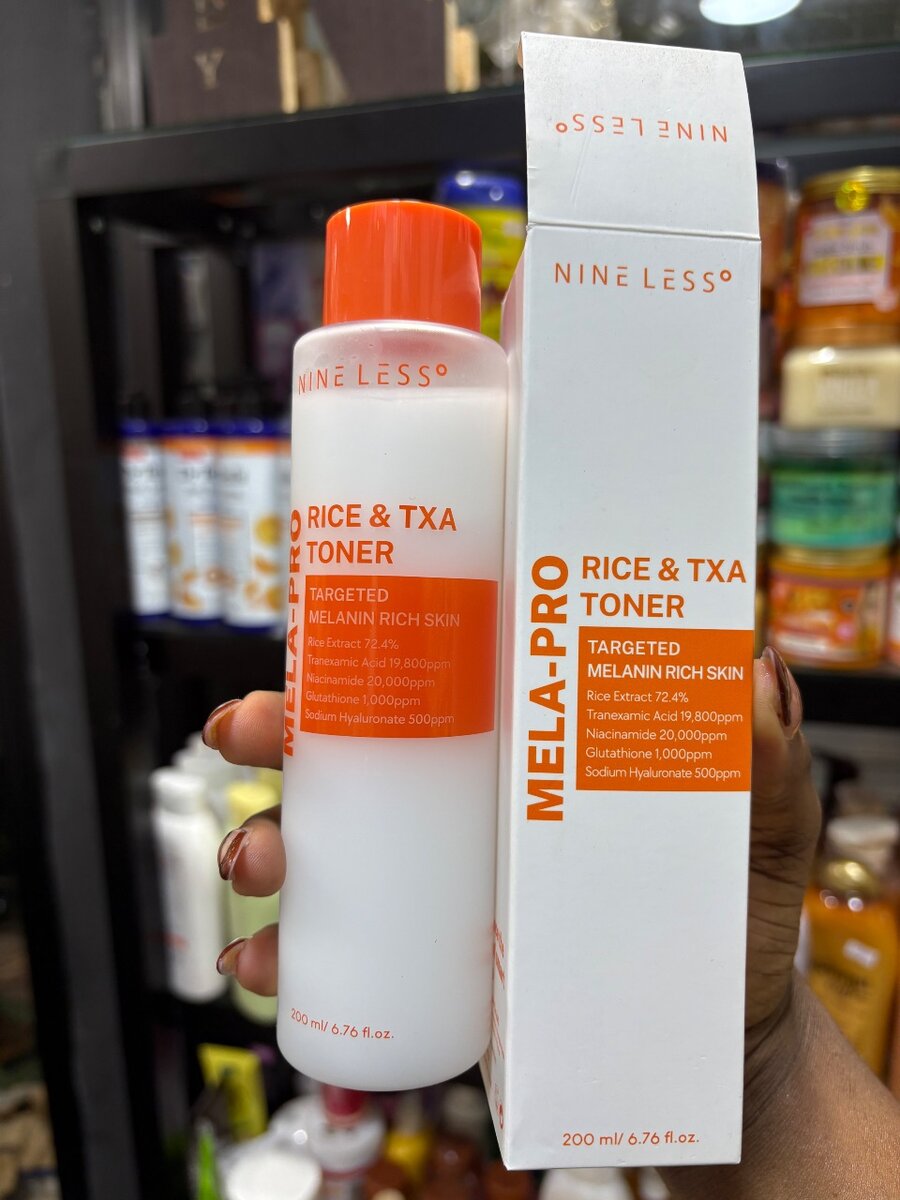 NINE LESS°
NINE LESS°
RICE & TXA
TONER
MELA-PRO
TARGETED
MELANIN RICH SKIN
Rice Extract 72.4%
Tranexamic Acid 19,800ppm
Niacinamide 20,000ppm
Glutathione 1,000ppm
Sodium Hyaluronate 500ppm
200 ml/ 6.76 fl.oz.
NINE LESS°
RICE & TXA
TONER
MELA-PRO
TARGETED
MELANIN RICH SKIN
Rice Extract 72.4%
Tranexamic Acid 19,800ppm
Niacinamide 20,000ppm
Glutathione 1,000ppm
Sodium Hyaluronate 500ppm
200 ml/ 6.76 fl.oz.